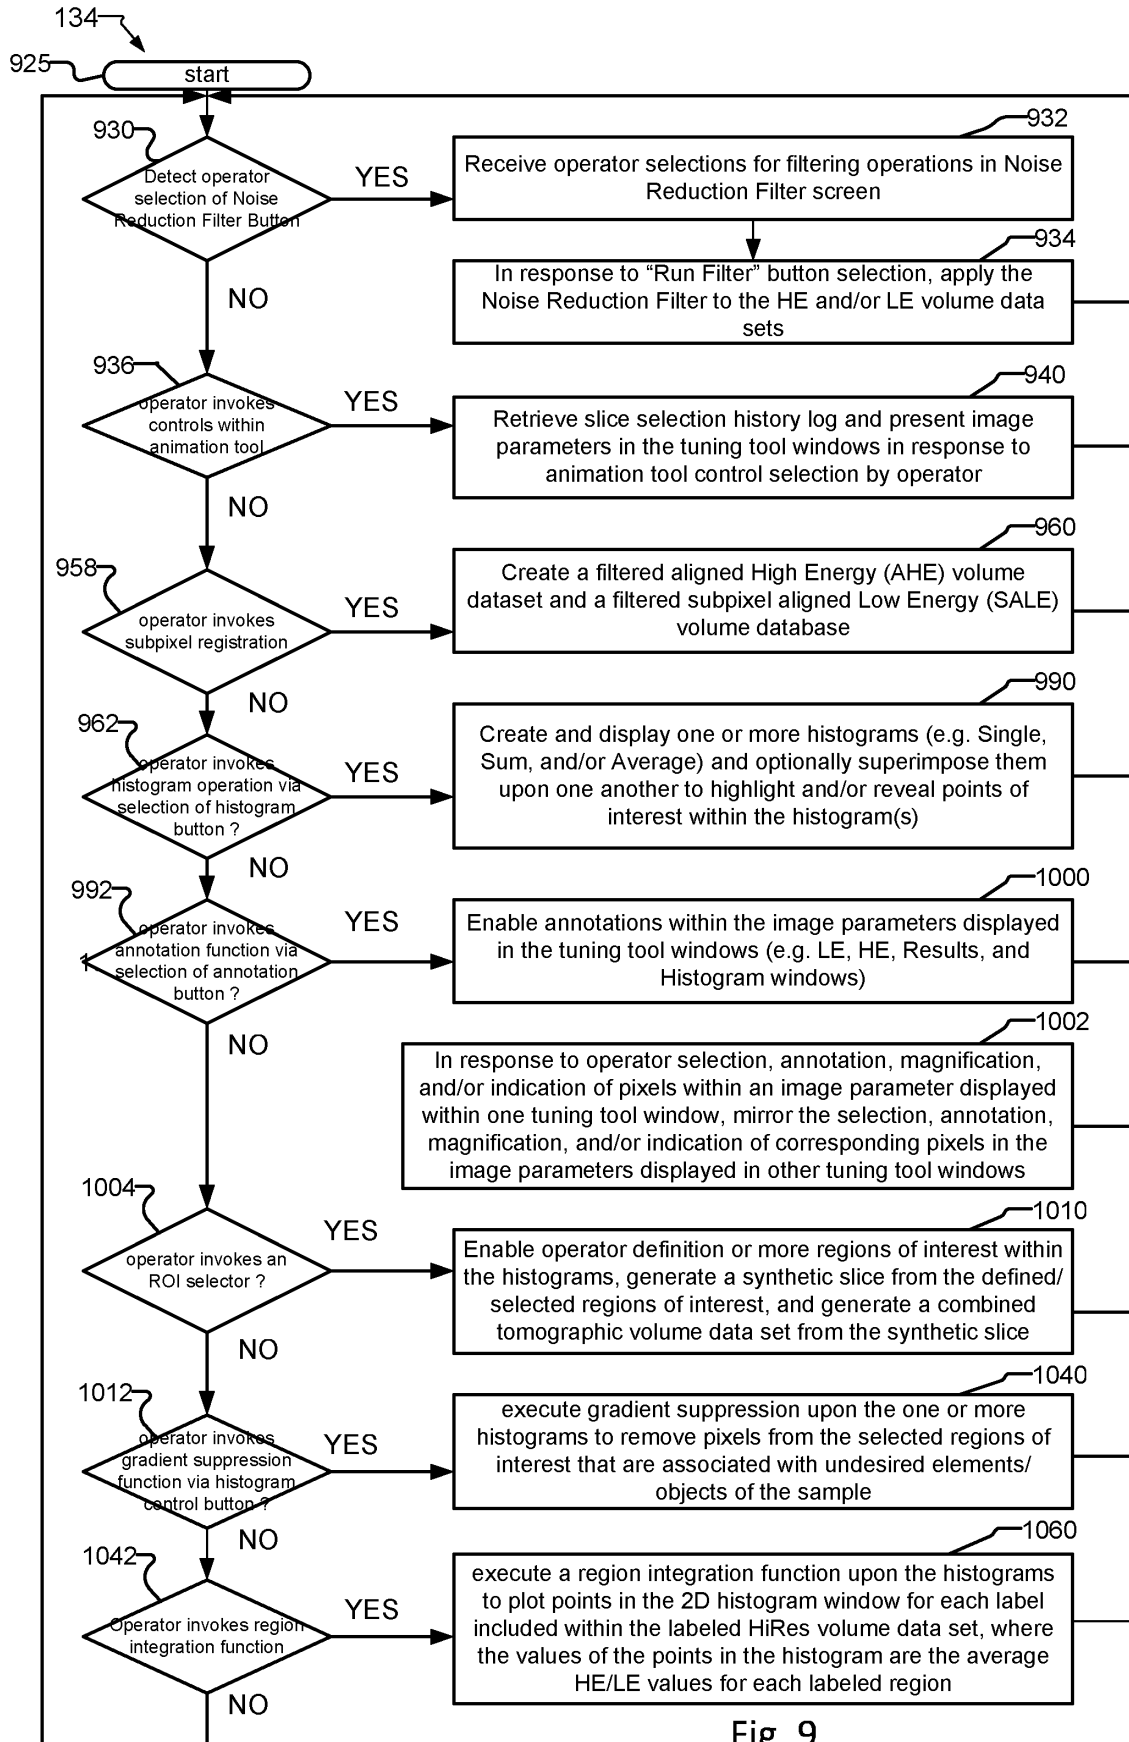 134
925
start
930
Detect operator
selection of Noise
Reduction Filter Button
YES
932
Receive operator selections for filtering operations in Noise
Reduction Filter screen
934
In response to “Run Filter” button selection, apply the
Noise Reduction Filter to the HE and/or LE volume data
sets
NO
936
operator invokes
controls within
animation tool
YES
940
Retrieve slice selection history log and present image
parameters in the tuning tool windows in response to
animation tool control selection by operator
NO
958
operator invokes
subpixel registration
YES
960
Create a filtered aligned High Energy (AHE) volume
dataset and a filtered subpixel aligned Low Energy (SALE)
volume database
NO
962
operator invokes
histogram operation via
selection of histogram
button ?
YES
990
Create and display one or more histograms (e.g. Single,
Sum, and/or Average) and optionally superimpose them
upon one another to highlight and/or reveal points of
interest within the histogram(s)
NO
992
operator invokes
annotation function via
selection of annotation
button ?
YES
1000
Enable annotations within the image parameters displayed
in the tuning tool windows (e.g. LE, HE, Results, and
Histogram windows)
NO
1002
In response to operator selection, annotation, magnification,
and/or indication of pixels within an image parameter displayed
within one tuning tool window, mirror the selection, annotation,
magnification, and/or indication of corresponding pixels in the
image parameters displayed in other tuning tool windows
1004
operator invokes an
ROI selector ?
YES
1010
Enable operator definition or more regions of interest within
the histograms, generate a synthetic slice from the defined/
selected regions of interest, and generate a combined
tomographic volume data set from the synthetic slice
NO
1012
operator invokes
gradient suppression
function via histogram
control button ?
YES
1040
execute gradient suppression upon the one or more
histograms to remove pixels from the selected regions of
interest that are associated with undesired elements/
objects of the sample
NO
1042
Operator invokes region
integration function
YES
1060
execute a region integration function upon the histograms
to plot points in the 2D histogram window for each label
included within the labeled HiRes volume data set, where
the values of the points in the histogram are the average
HE/LE values for each labeled region
NO
Fig. 9